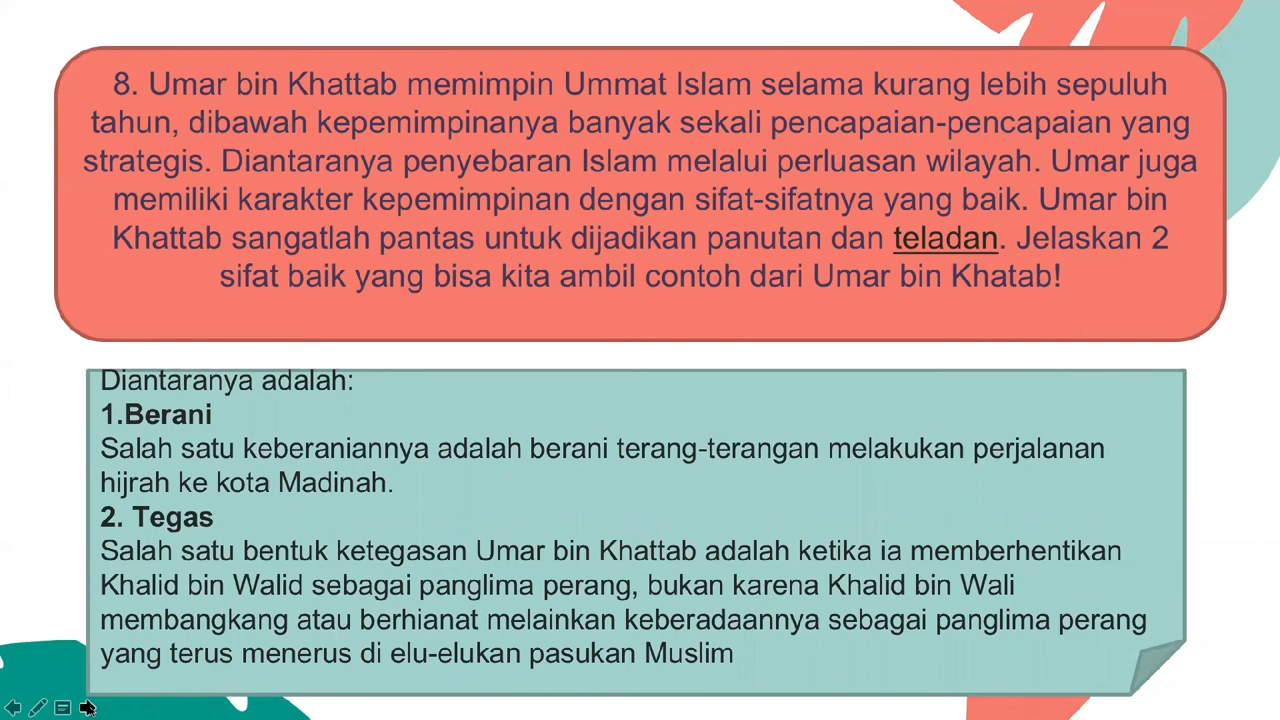 8. Umar bin Khattab memimpin Ummat Islam selama kurang lebih sepuluh
tahun, dibawah kepemimpinanya banyak sekali pencapaian-pencapaian yang
strategis. Diantaranya penyebaran Islam melalui perluasan wilayah. Umar juga
memiliki karakter kepemimpinan dengan sifat-sifatnya yang baik. Umar bin
Khattab sangatlah pantas untuk dijadikan panutan dan teladan. Jelaskan 2
sifat baik yang bisa kita ambil contoh dari Umar bin Khatab!
Diantaranya adalah:
1.Berani
Salah satu keberaniannya adalah berani terang-terangan melakukan perjalanan
hijrah ke kota Madinah.
2. Tegas
Salah satu bentuk ketegasan Umar bin Khattab adalah ketika ia memberhentikan
Khalid bin Walid sebagai panglima perang, bukan karena Khalid bin Wali
membangkang atau berhianat melainkan keberadaannya sebagai panglima perang
yang terus menerus di elu-elukan pasukan Muslim